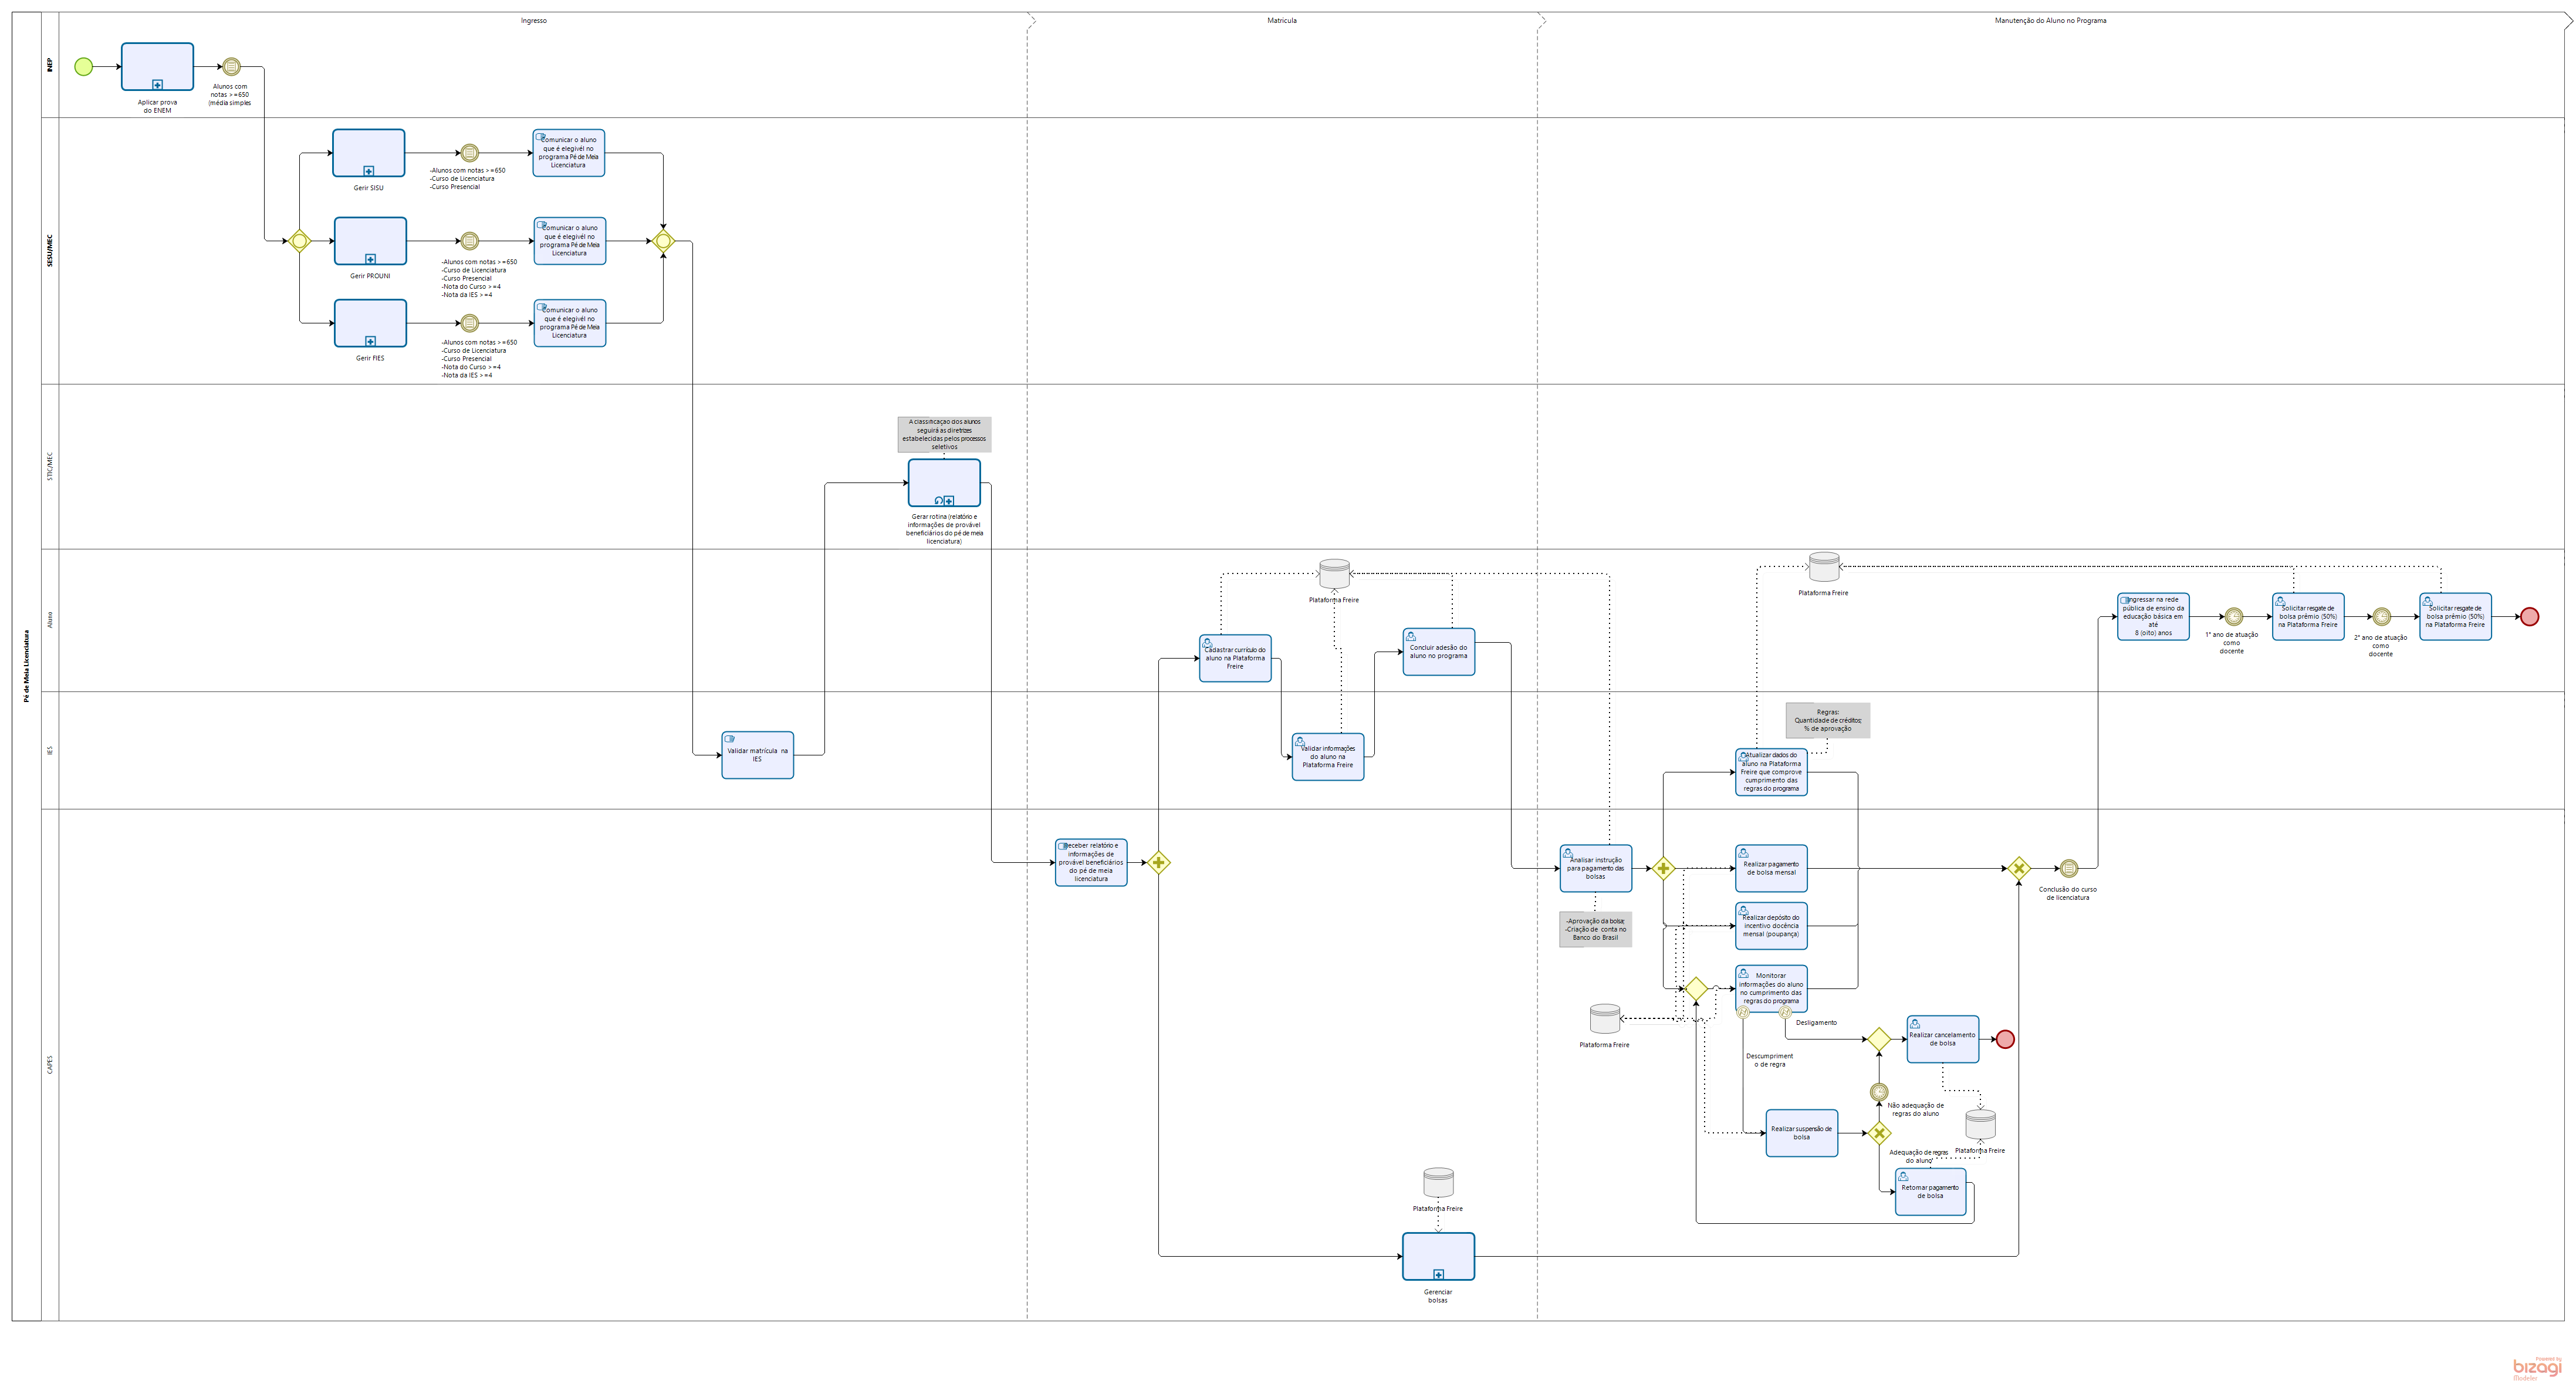 Ingresso
Matrícula
Manutenção do Aluno no Programa
Pé de Meia Licenciatura
INEP
Aplicar prova
do ENEM
Alunos com
notas >=650
(média simples
SESU/MEC
Gerir SISU
-Alunos com notas >=650
-Curso de Licenciatura
-Curso Presencial
Comunicar o aluno
que é elegivél no
programa Pé de Meia
Licenciatura
Gerir PROUNI
-Alunos com notas >=650
-Curso de Licenciatura
-Curso Presencial
-Nota do Curso >=4
-Nota da IES >=4
Comunicar o aluno
que é elegivél no
programa Pé de Meia
Licenciatura
Gerir FIES
-Alunos com notas >=650
-Curso de Licenciatura
-Curso Presencial
-Nota do Curso >=4
-Nota da IES >=4
Comunicar o aluno
que é elegivél no
programa Pé de Meia
Licenciatura
STIC/MEC
A classificação dos alunos
seguirá as diretrizes
estabelecidas pelos processos
seletivos
Gerar rotina (relatório e
informações de provável
beneficiários do pé de meia
licenciatura)
Aluno
Plataforma Freire
Cadastrar currículo do
aluno na Plataforma
Freire
Concluir adesão do
aluno no programa
Plataforma Freire
Ingressar na rede
pública de ensino da
educação básica em
até
8 (oito) anos
1° ano de atuação
como
docente
Solicitar resgate de
bolsa prêmio (50%)
na Plataforma Freire
2° ano de atuação
como
docente
Solicitar resgate de
bolsa prêmio (50%)
na Plataforma Freire
IES
Validar matrícula na
IES
Validar informações
do aluno na
Plataforma Freire
Regras:
Quantidade de créditos;
% de aprovação
Atualizar dados do
aluno na Plataforma
Freire que comprove
cumprimento das
regras do programa
CAPES
Receber relatório e
informações de
provável beneficiários
do pé de meia
licenciatura
Analisar instrução
para pagamento das
bolsas
-Aprovação da bolsa;
-Criação de conta no
Banco do Brasil
Realizar pagamento
de bolsa mensal
Realizar depósito do
incentivo docência
mensal (poupança)
Monitorar
informações do aluno
no cumprimento das
regras do programa
Conclusão do curso
de licenciatura
Plataforma Freire
Desligamento
Descumpriment
o de regra
Realizar cancelamento
de bolsa
Não adequação de
regras do aluno
Realizar suspensão de
bolsa
Adequação de regras
do aluno
Plataforma Freire
Retomar pagamento
de bolsa
Plataforma Freire
Gerenciar
bolsas
Powered by
bizagi
Modeler